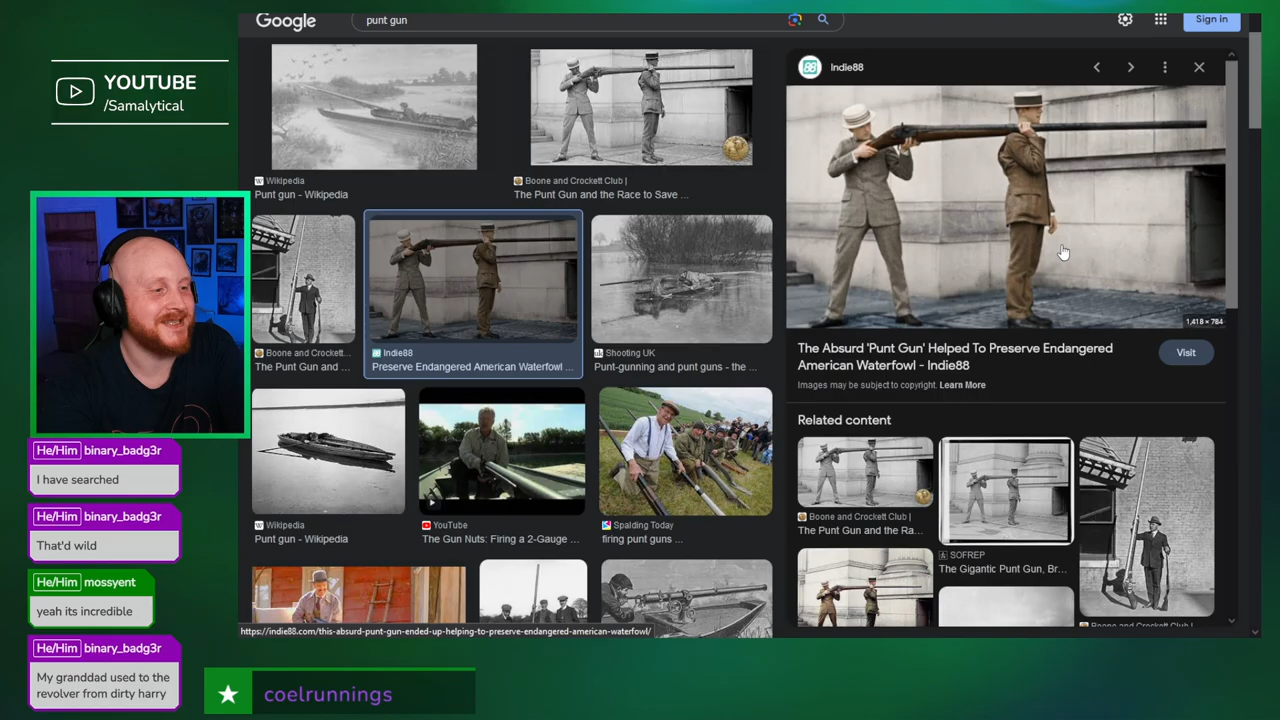 YOUTUBE
/Samalytical
Google
punt gun
Sign in
Wikipedia
Punt gun - Wikipedia
Boone and Crockett Club |
The Punt Gun and the Race to Save ...
Boone and Crockett...
The Punt Gun and ...
Indie88
Preserve Endangered American Waterfowl ...
Shooting UK
Punt-gunning and punt guns - the ...
Wikipedia
Punt gun - Wikipedia
YouTube
The Gun Nuts: Firing a 2-Gauge ...
Spalding Today
firing punt guns ...
https://indie88.com/this-absurd-punt-gun-ended-up-helping-to-preserve-endangered-american-waterfowl/
Indie88
1,418 × 784
The Absurd 'Punt Gun' Helped To Preserve Endangered
American Waterfowl - Indie88
Visit
Images may be subject to copyright. Learn More
Related content
Boone and Crockett Club |
The Punt Gun and the Ra...
SOFREP
The Gigantic Punt Gun, Br...
Boone and Crockett Club |
He/Him binary_badg3r
I have searched
He/Him binary_badg3r
That'd wild
He/Him mossyent
yeah its incredible
He/Him binary_badg3r
My granddad used to the
revolver from dirty harry
coelrunnings